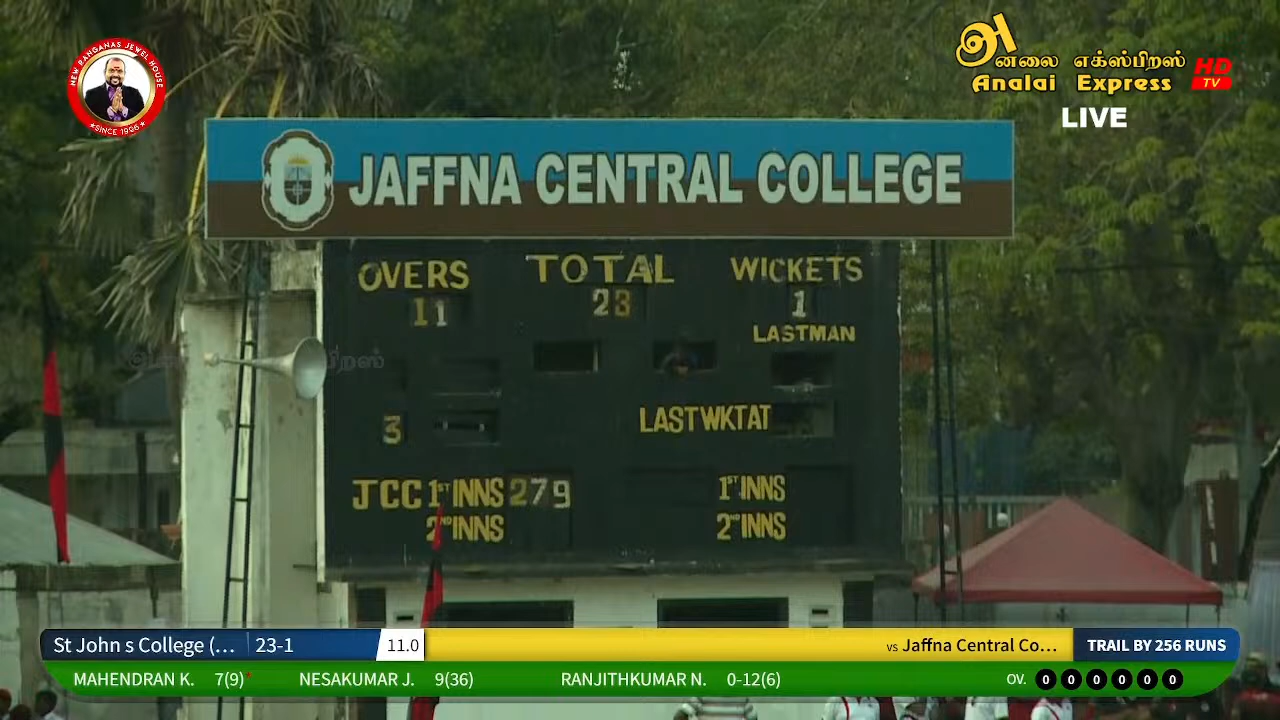 NEW RANGANAS JEWEL HOUSE
★SINCE 1996★
அனலை எக்ஸ்பிறஸ்
Analai Express
HD
TV
LIVE
JAFFNA CENTRAL COLLEGE
OVERS TOTAL WICKETS
11 23 1
LASTMAN
பிறஸ்
3 LASTWKTAT
JCC 1ST INNS 279 1ST INNS
2ND INNS 2ND INNS
St John s College (... 23-1 11.0 vs Jaffna Central Co... TRAIL BY 256 RUNS
MAHENDRAN K. 7(9)* NESAKUMAR J. 9(36) RANJITHKUMAR N. 0-12(6) OV. 0 0 0 0 0 0